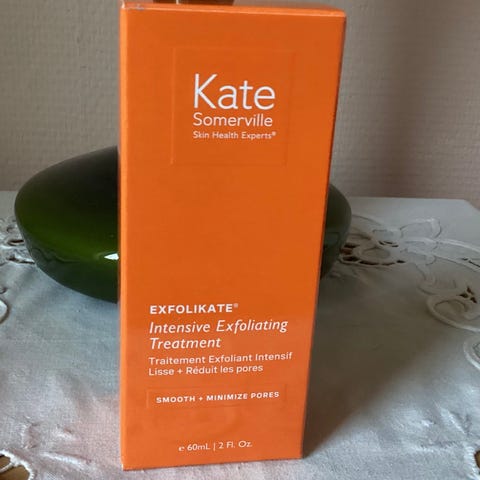 Kate
Somerville
Skin Health Experts®
EXFOLIKATE®
Intensive Exfoliating
Treatment
Traitement Exfoliant Intensif
Lisse + Réduit les pores
SMOOTH + MINIMIZE PORES
e 60mL | 2 Fl. Oz.